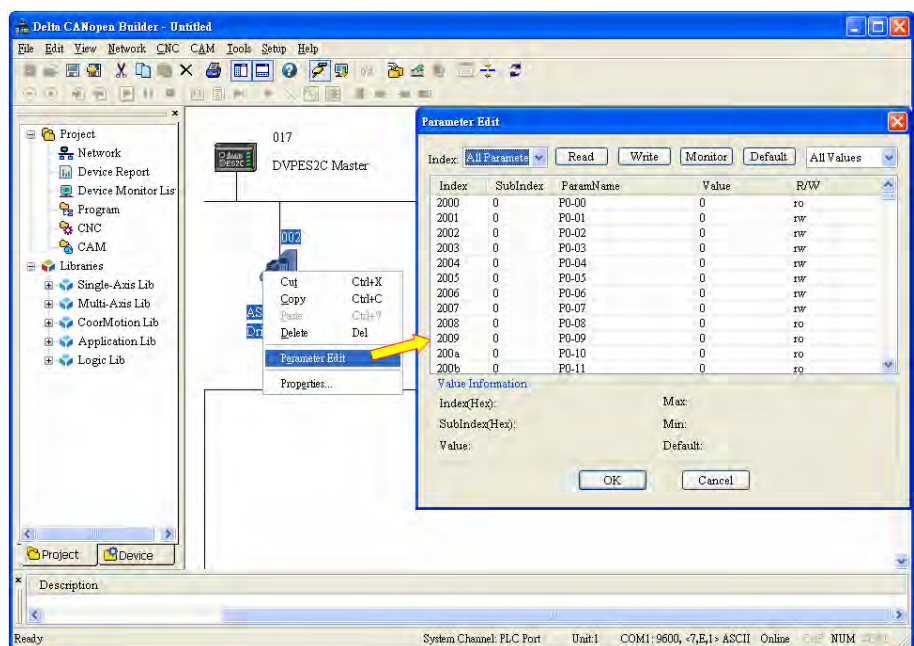 Delta CANopen Builder - Untitled
File Edit View Network CNC CAM Tools Setup Help
Project
Network
Device Report
Device Monitor Lis
Program
CNC
CAM
Libraries
Single-Axis Lib
Multi-Axis Lib
CoorMotion Lib
Application Lib
Logic Lib
Project Device
017
DVPES2C Master
002
AS
Dri
Cut Ctrl+X
Copy Ctrl+C
Paste Ctrl+V
Delete Del
Parameter Edit
Properties...
Parameter Edit
Index: All Paramete Read Write Monitor Default All Values
Index SubIndex ParamName Value R/W
2000 0 P0-00 0 ro
2001 0 P0-01 0 rw
2002 0 P0-02 0 rw
2003 0 P0-03 0 rw
2004 0 P0-04 0 rw
2005 0 P0-05 0 rw
2006 0 P0-06 0 rw
2007 0 P0-07 0 rw
2008 0 P0-08 0 ro
2009 0 P0-09 0 ro
200a 0 P0-10 0 ro
200b 0 P0-11 0 ro
Value Information
Index(Hex): Max:
SubIndex(Hex): Min:
Value: Default:
OK Cancel
Description
Ready System Channel: PLC Port Unit:1 COM1: 9600, <7,E,1> ASCII Online NUM